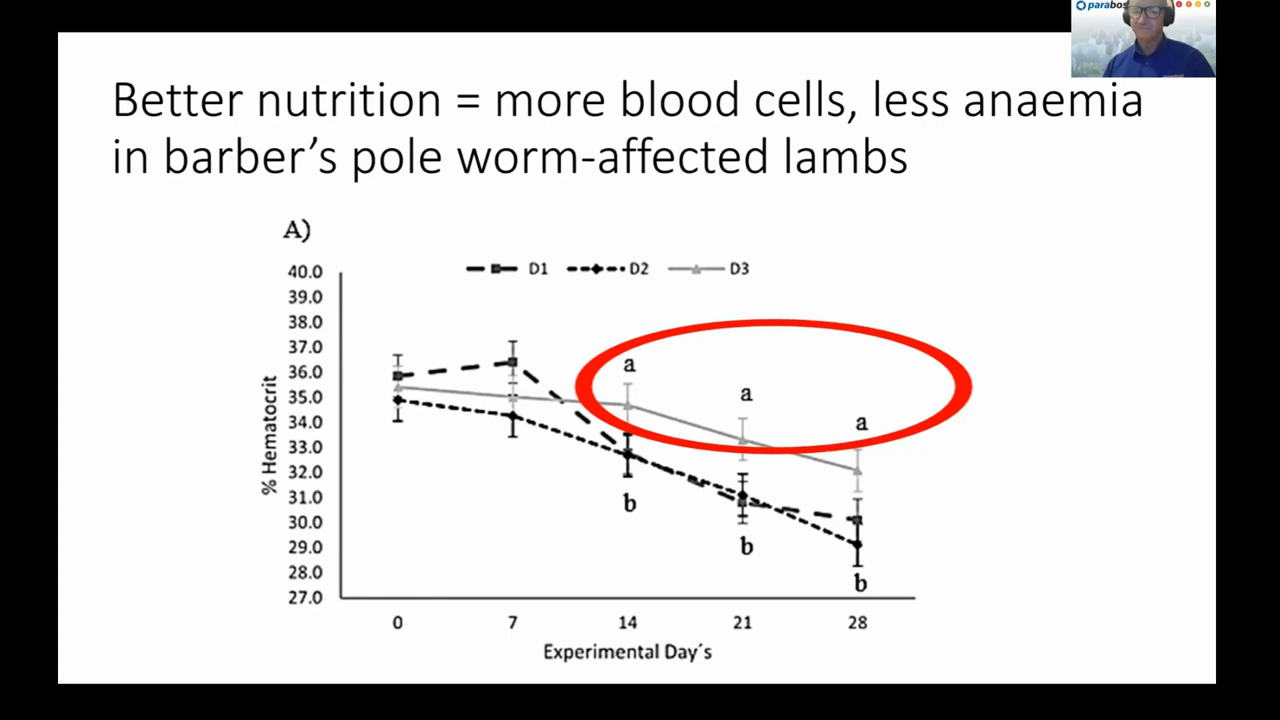 parabos
Better nutrition = more blood cells, less anaemia
in barber’s pole worm-affected lambs
A)
D1 D2 D3
40.0
39.0
38.0
37.0
36.0
35.0
34.0
33.0
32.0
31.0
30.0
29.0
28.0
27.0
% Hematocrit
a
a
a
b
b
b
0 7 14 21 28
Experimental Day´s